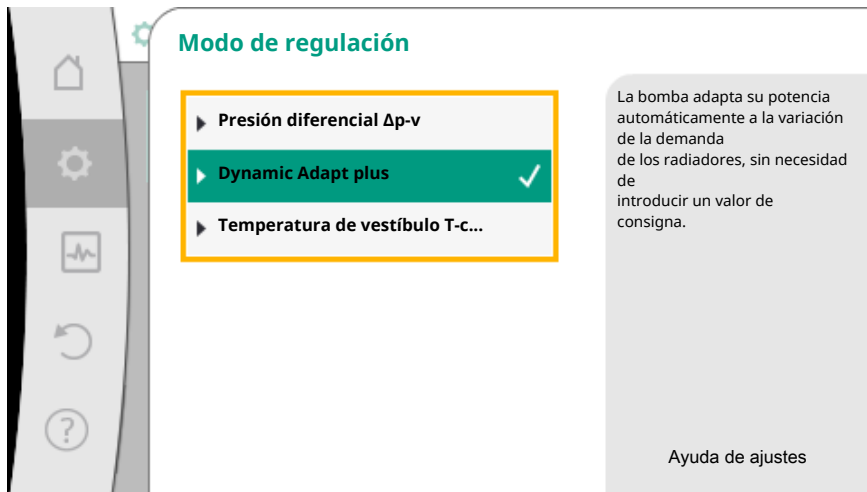 Modo de regulación
Presión diferencial Δp-v
Dynamic Adapt plus
Temperatura de vestíbulo T-c...
La bomba adapta su potencia
automáticamente a la variación
de la demanda
de los radiadores, sin necesidad
de
introducir un valor de
consigna.
Ayuda de ajustes